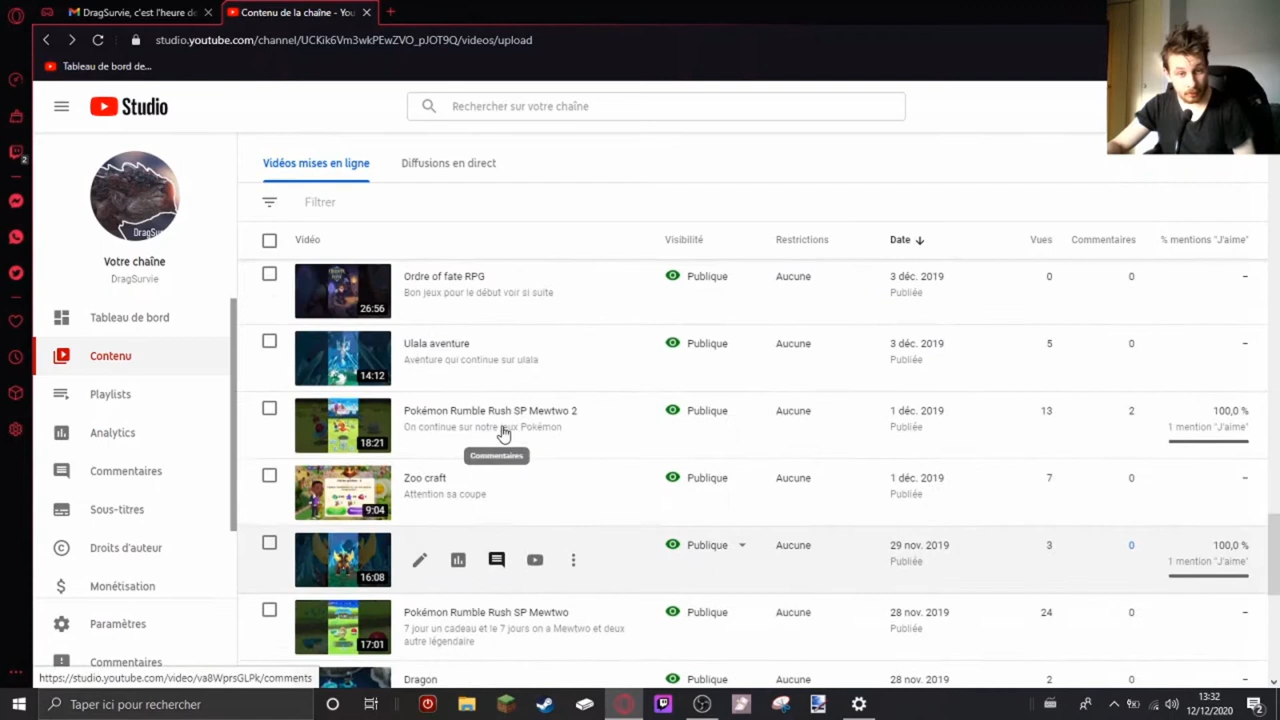 DragSurvie, c'est l'heure de
Contenu de la chaîne - You
studio.youtube.com/channel/UCKik6Vm3wkPEwZVO_pJOT9Q/videos/upload
Tableau de bord de...
Studio
Rechercher sur votre chaîne
Vidéos mises en ligne
Diffusions en direct
Filtrer
Vidéo
Visibilité
Restrictions
Date
Vues
Commentaires
% mentions "J'aime"
DragSur
Votre chaîne
DragSurvie
Tableau de bord
Contenu
Playlists
Analytics
Commentaires
Sous-titres
Droits d'auteur
Monétisation
Paramètres
Commentaires
26:56
Ordre of fate RPG
Bon jeux pour le début voir si suite
Publique
Aucune
3 déc. 2019
Publiée
0
0
–
14:12
Ulala aventure
Aventure qui continue sur ulala
Publique
Aucune
3 déc. 2019
Publiée
5
0
–
18:21
Pokémon Rumble Rush SP Mewtwo 2
On continue sur notre jeux Pokémon
Commentaires
Publique
Aucune
1 déc. 2019
Publiée
13
2
100,0 %
1 mention "J'aime"
9:04
Zoo craft
Attention sa coupe
Publique
Aucune
1 déc. 2019
Publiée
7
0
–
16:08
Publique
Aucune
29 nov. 2019
Publiée
3
0
100,0 %
1 mention "J'aime"
17:01
Pokémon Rumble Rush SP Mewtwo
7 jour un cadeau et le 7 jours on a Mewtwo et deux
autre légendaire
Publique
Aucune
28 nov. 2019
Publiée
24
0
–
Dragon
Publique
Aucune
28 nov. 2019
2
0
–
https://studio.youtube.com/video/va8WprsGLPk/comments
Taper ici pour rechercher
2
13:32
12/12/2020
2